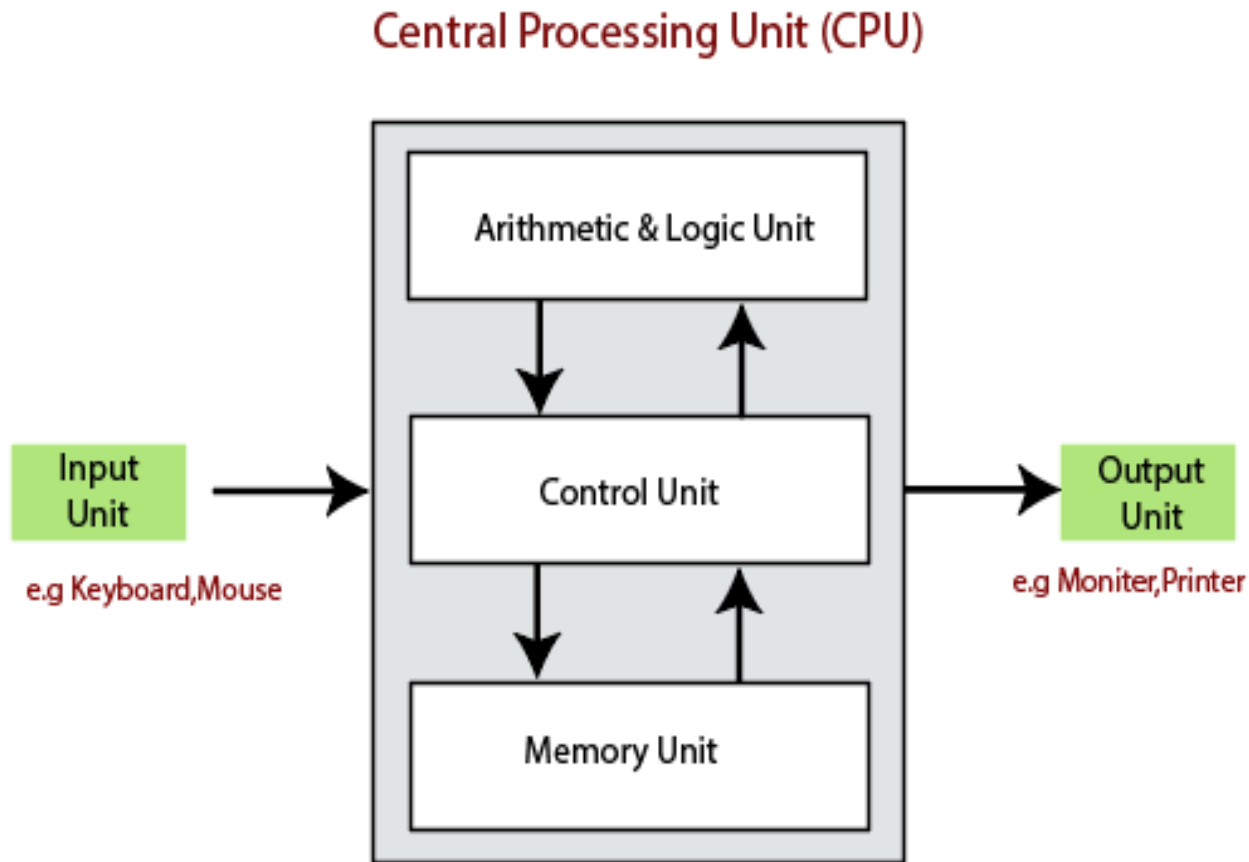 Central Processing Unit (CPU)
Arithmetic & Logic Unit
Input
Unit
e.g Keyboard,Mouse
Control Unit
Output
Unit
e.g Moniter,Printer
Memory Unit